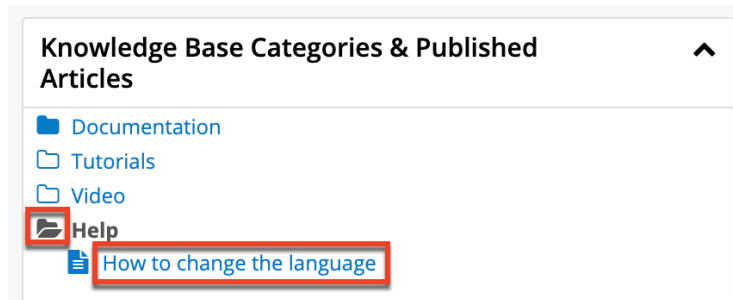 Knowledge Base Categories & Published
Articles
Documentation
Tutorials
Video
Help
How to change the language